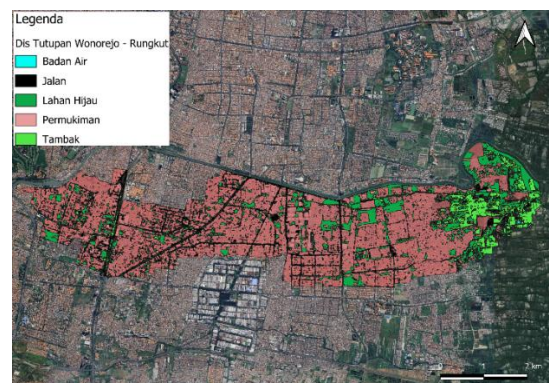 Legenda
Dis Tutupan Wonorejo - Rungkut
Badan Air
Jalan
Lahan Hijau
Permukiman
Tambak